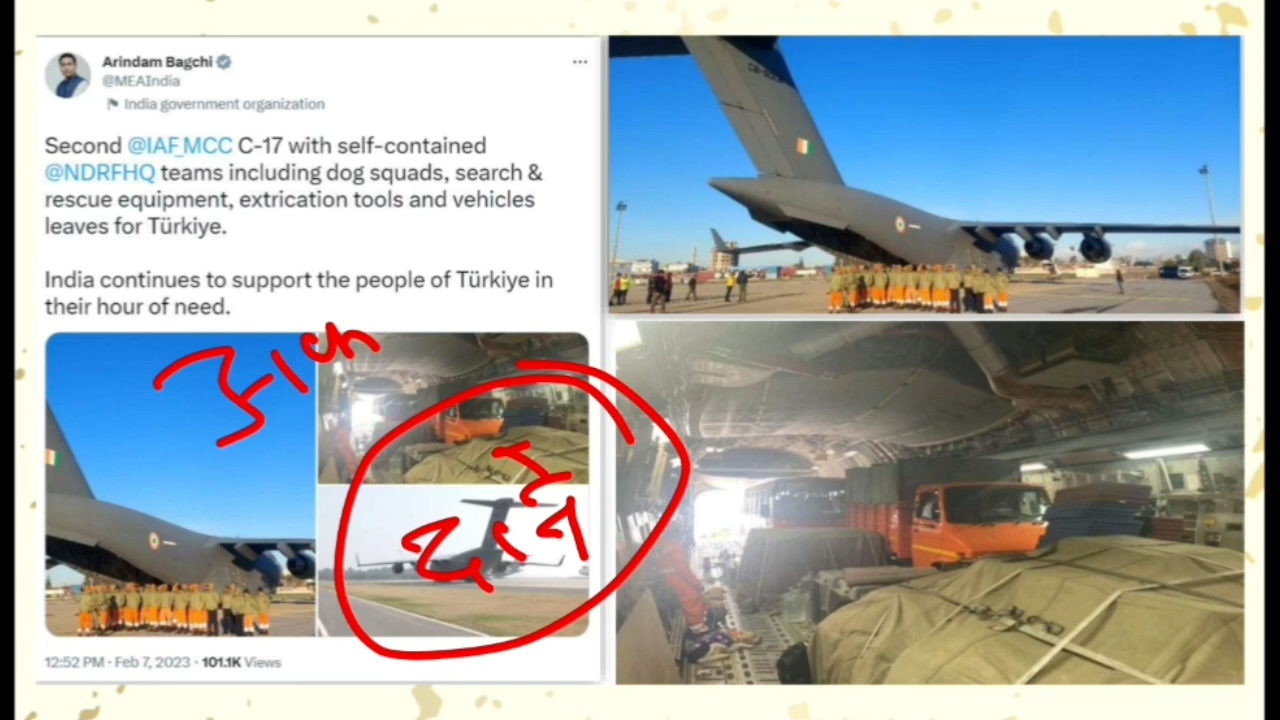 Arindam Bagchi
@MEAIndia
India government organization
Second @IAF_MCC C-17 with self-contained
@NDRFHQ teams including dog squads, search &
rescue equipment, extrication tools and vehicles
leaves for Türkiye.
India continues to support the people of Türkiye in
their hour of need.
12:52 PM · Feb 7, 2023 · 101.1K Views